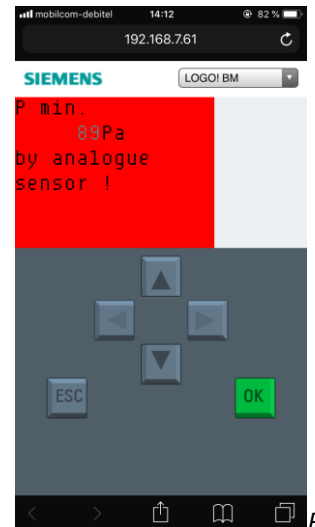 mobilcom-debitel 14:12 82 %
192.168.7.61
SIEMENS LOGO! BM
P min.
89Pa
by analogue
sensor !
ESC OK